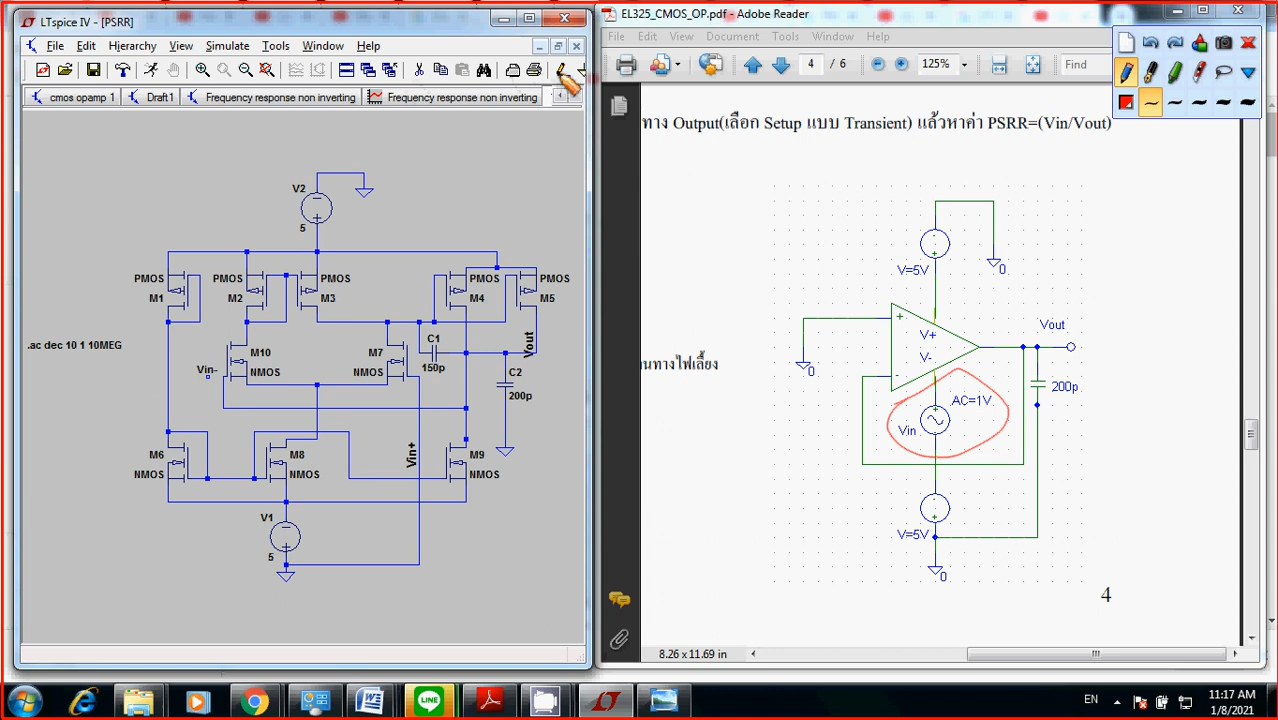 LTspice IV - [PSRR]
File Edit Hierarchy View Simulate Tools Window Help
cmos opamp 1 Draft1 Frequency response non inverting Frequency response non inverting
V2
5
PMOS PMOS PMOS PMOS PMOS
M1 M2 M3 M4 M5
.ac dec 10 1 10MEG
M10 M7 C1 Vout
NMOS NMOS 150p
Vin-
C2
200p
M6 M8 Vin+ M9
NMOS NMOS NMOS
V1
5
EL325_CMOS_OP.pdf - Adobe Reader
File Edit View Document Tools Window Help
4 / 6 125% Find
ทาง Output(เลือก Setup แบบ Transient) แล้วหาค่า PSRR=(Vin/Vout)
V=5V
0
+
V+
V-
-
Vout
0
านทางไฟเลี้ยง
200p
AC=1V
Vin
V=5V
0
4
8.26 x 11.69 in
EN 11:17 AM
1/8/2021
LINE